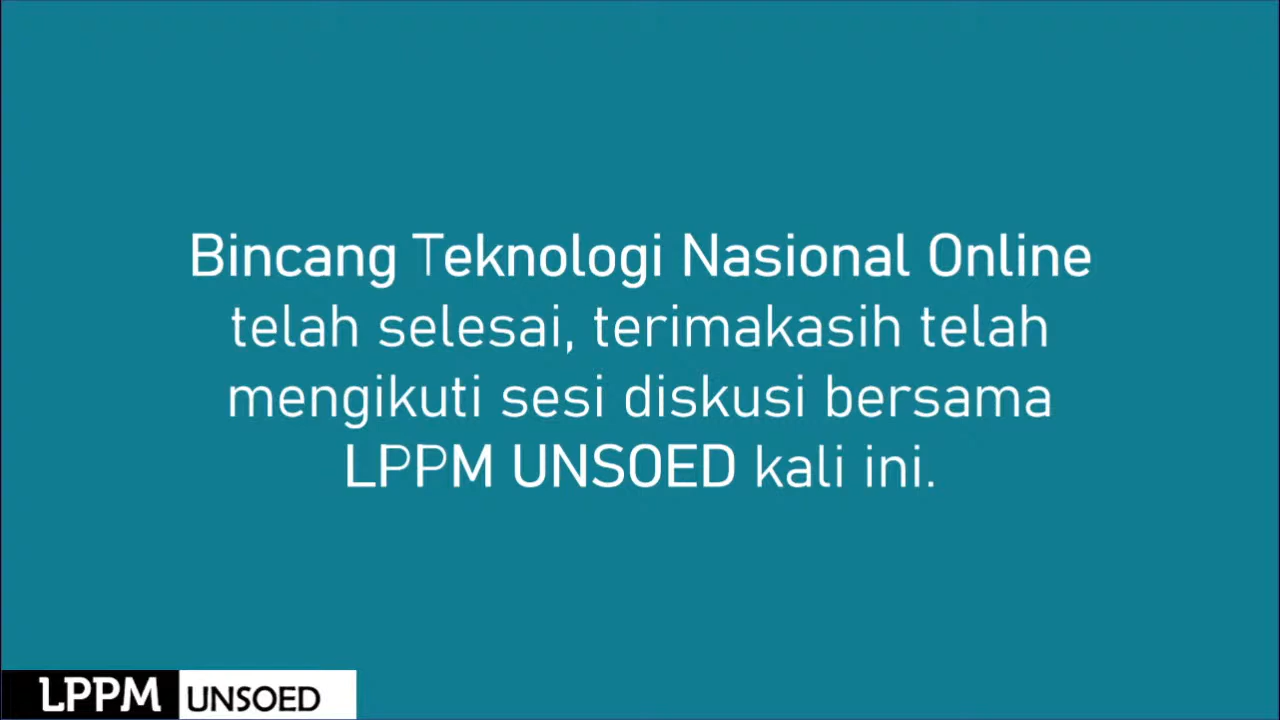 Bincang Teknologi Nasional Online
telah selesai, terimakasih telah
mengikuti sesi diskusi bersama
LPPM UNSOED kali ini.
LPPM UNSOED